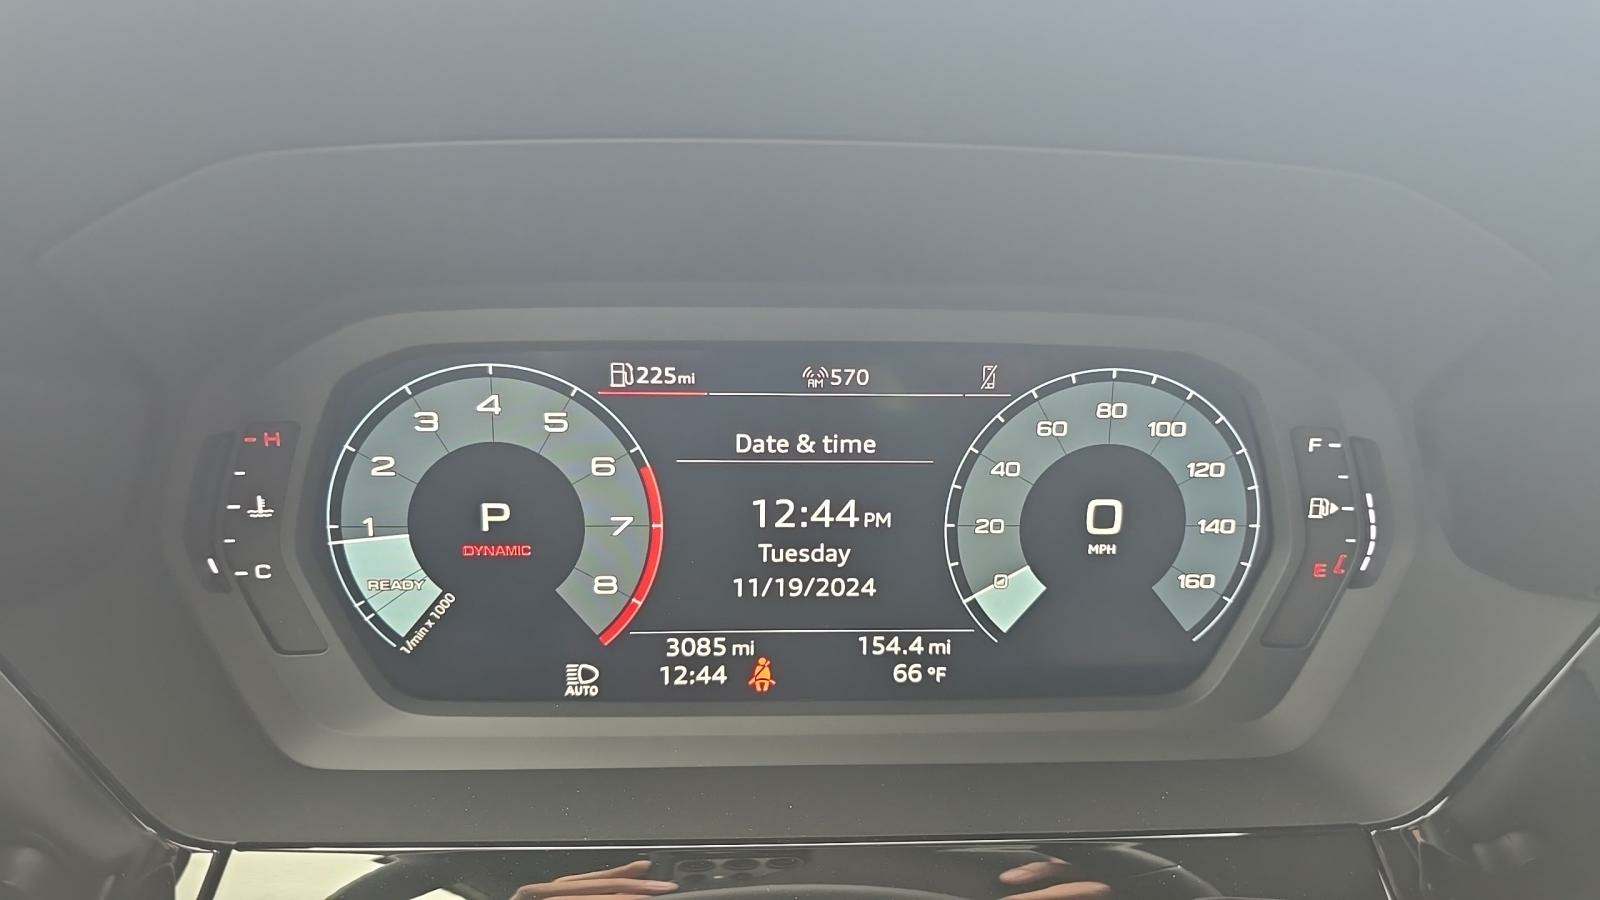 225mi
AM 570
Date & time
12:44 PM
Tuesday
11/19/2024
3085 mi
154.4 mi
12:44
66 °F
AUTO
H
C
READY
1
2
3
4
5
6
7
8
1/min x 1000
P
DYNAMIC
0
20
40
60
80
100
120
140
160
0
MPH
F
E